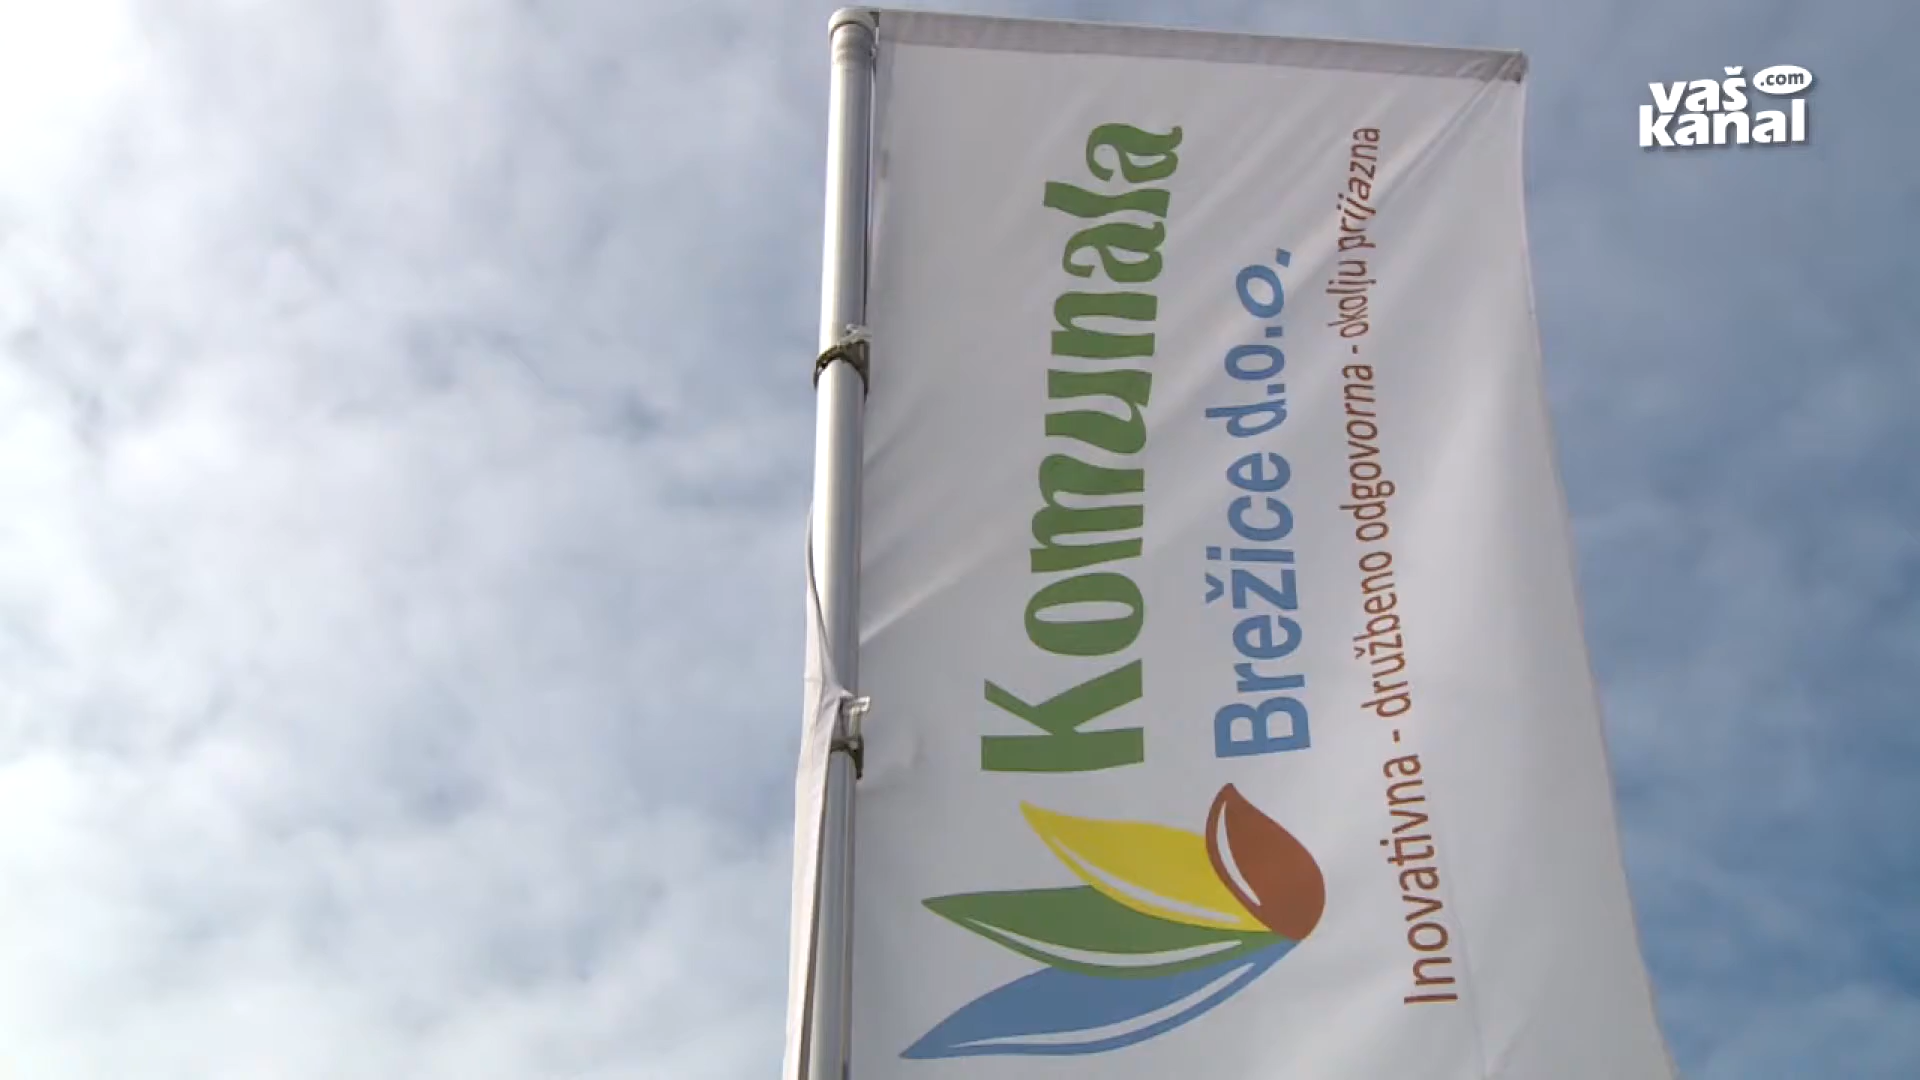 Komunala
Brežice d.o.o.
Inovativna - družbeno odgovorna - okolju prijazna
vaš .com
kanal